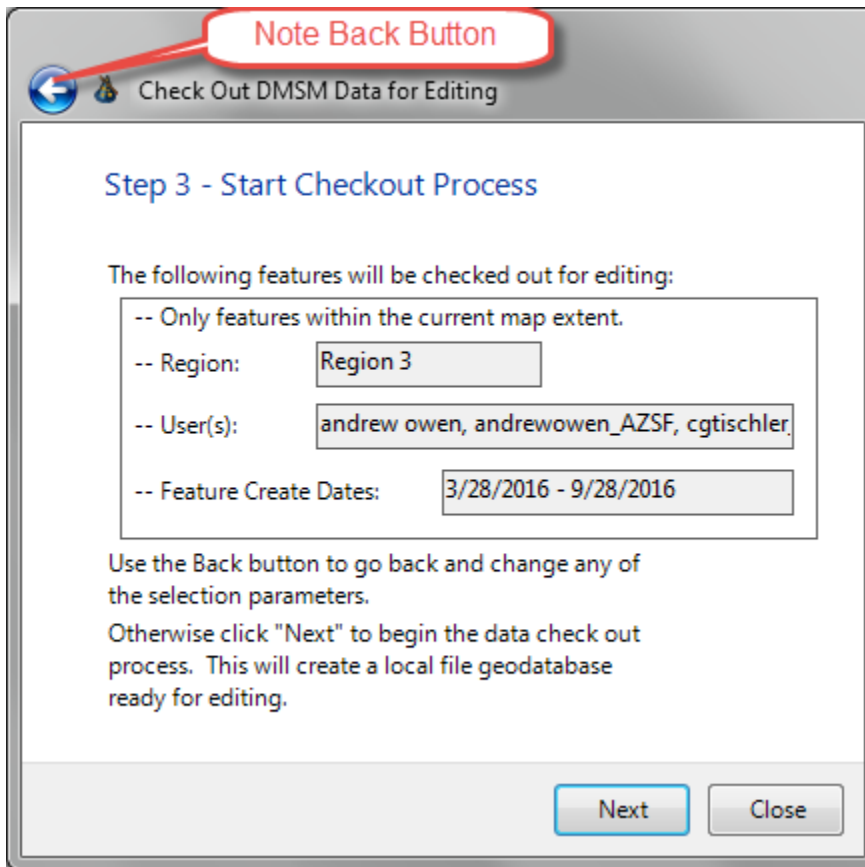 Note Back Button
Check Out DMSM Data for Editing
Step 3 - Start Checkout Process
The following features will be checked out for editing:
-- Only features within the current map extent.
-- Region: Region 3
-- User(s): andrew owen, andrewowen_AZSF, cgtischler_
-- Feature Create Dates: 3/28/2016 - 9/28/2016
Use the Back button to go back and change any of
the selection parameters.
Otherwise click "Next" to begin the data check out
process.  This will create a local file geodatabase
ready for editing.
Next Close